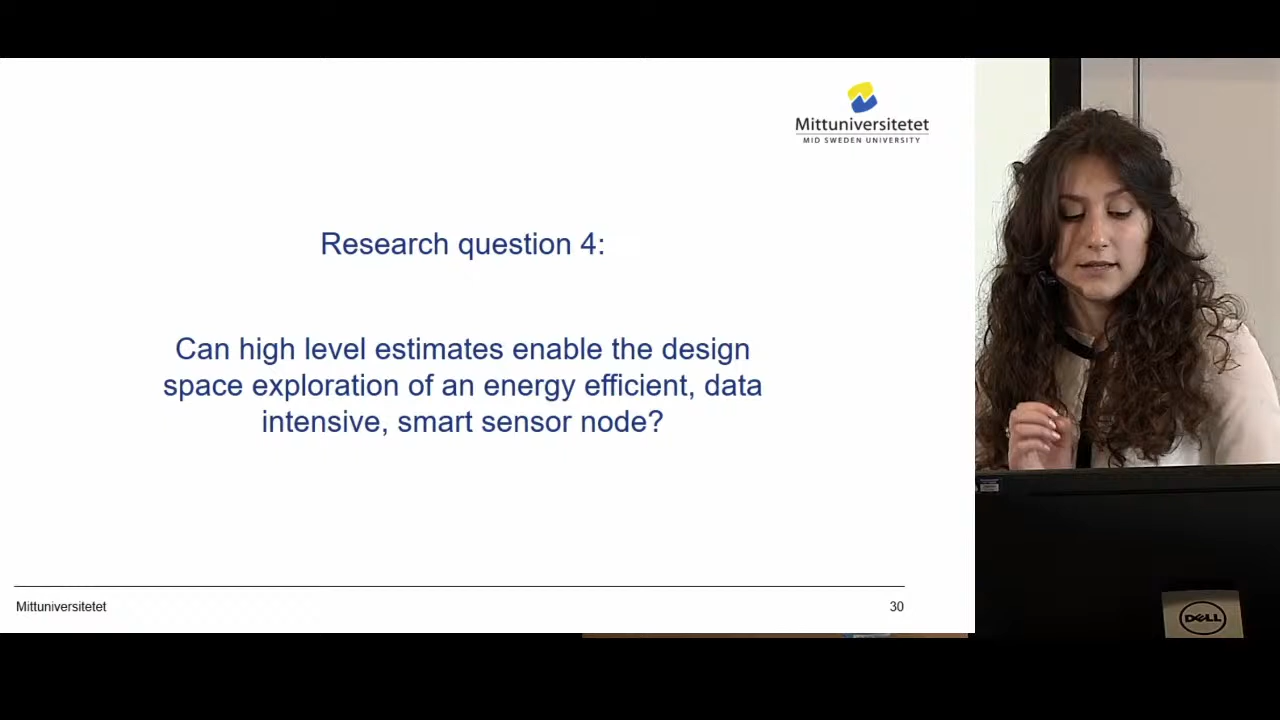 Mittuniversitetet
MID SWEDEN UNIVERSITY
Research question 4:
Can high level estimates enable the design
space exploration of an energy efficient, data
intensive, smart sensor node?
Mittuniversitetet
30
DELL